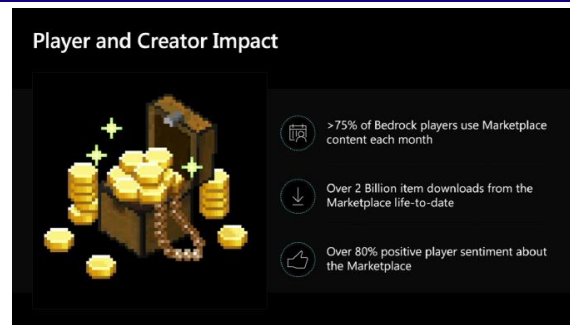 Player and Creator Impact
>75% of Bedrock players use Marketplace
content each month
Over 2 Billion item downloads from the
Marketplace life-to-date
Over 80% positive player sentiment about
the Marketplace